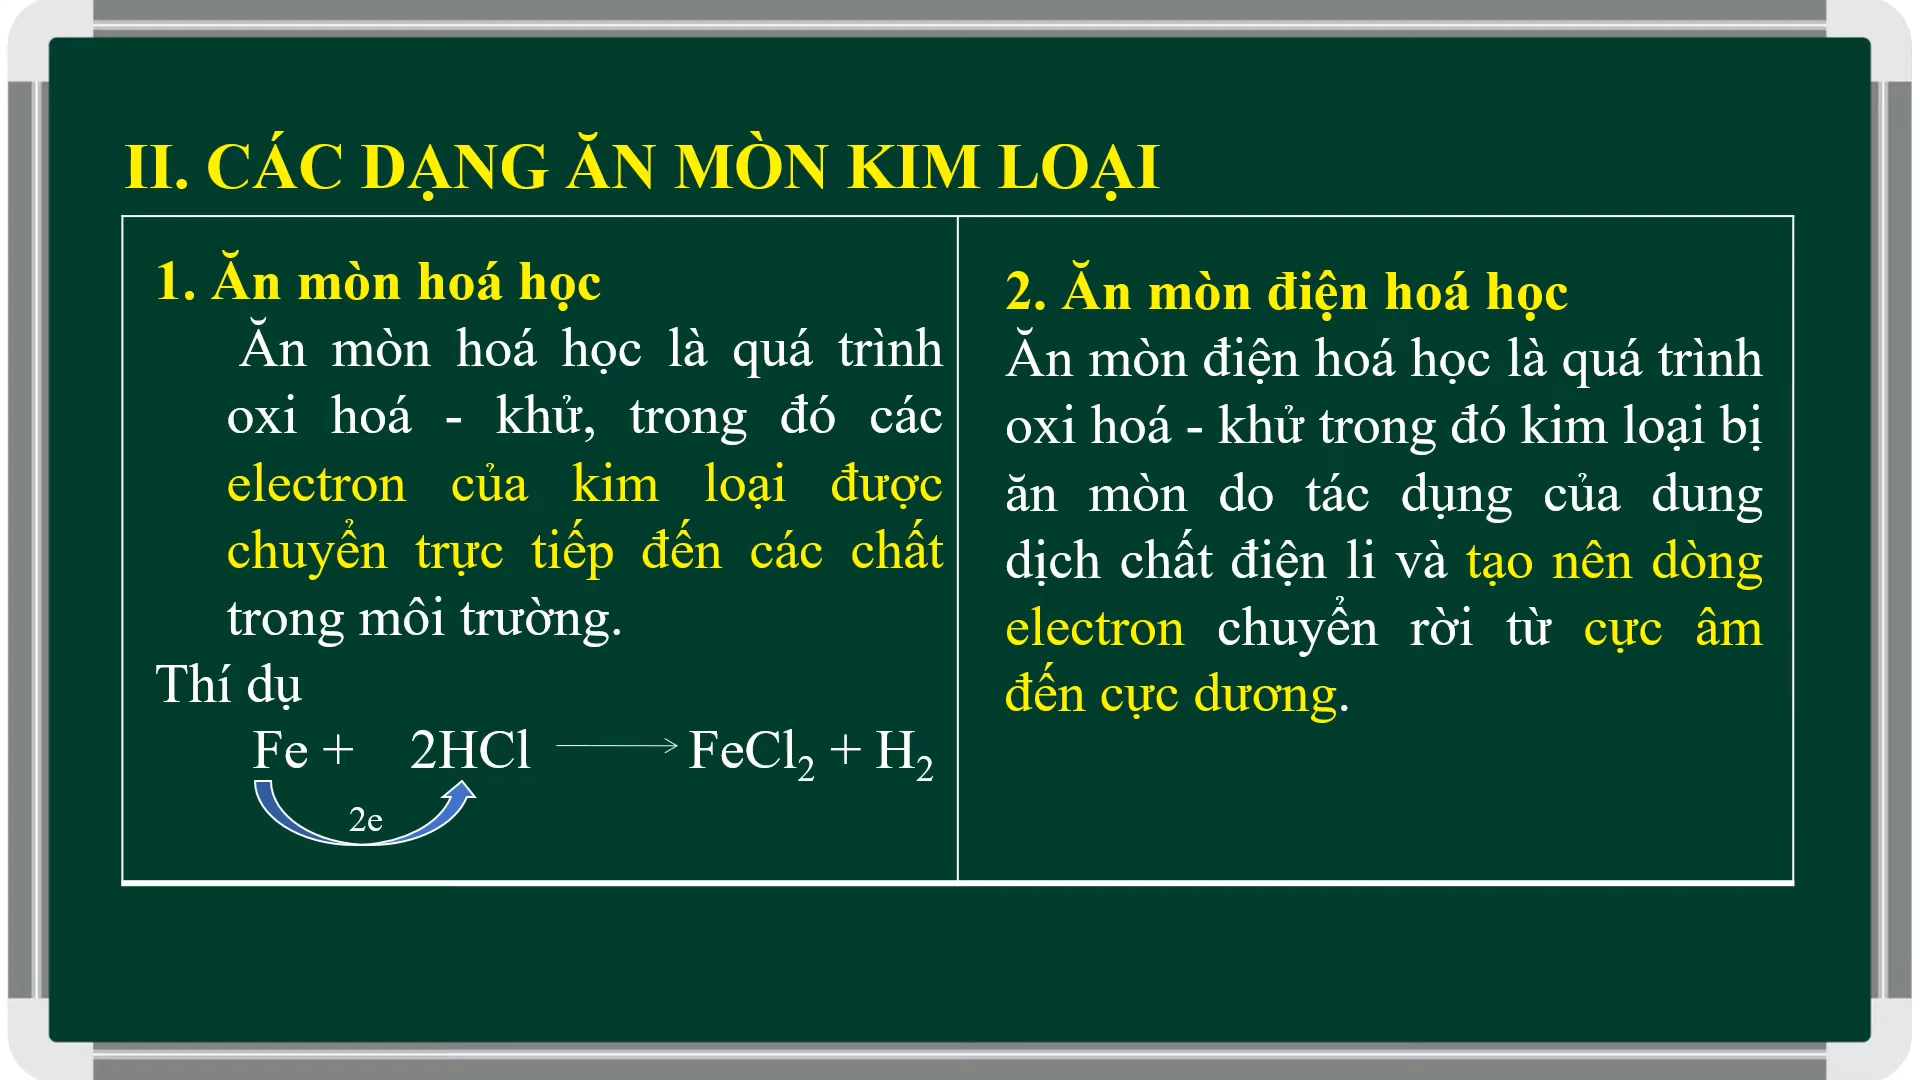 II. CÁC DẠNG ĂN MÒN KIM LOẠI
1. Ăn mòn hoá học
Ăn mòn hoá học là quá trình
oxi hoá - khử, trong đó các
electron của kim loại được
chuyển trực tiếp đến các chất
trong môi trường.
Thí dụ
Fe + 2HCl → FeCl₂ + H₂
2e
2. Ăn mòn điện hoá học
Ăn mòn điện hoá học là quá trình
oxi hoá - khử trong đó kim loại bị
ăn mòn do tác dụng của dung
dịch chất điện li và tạo nên dòng
electron chuyển rời từ cực âm
đến cực dương.